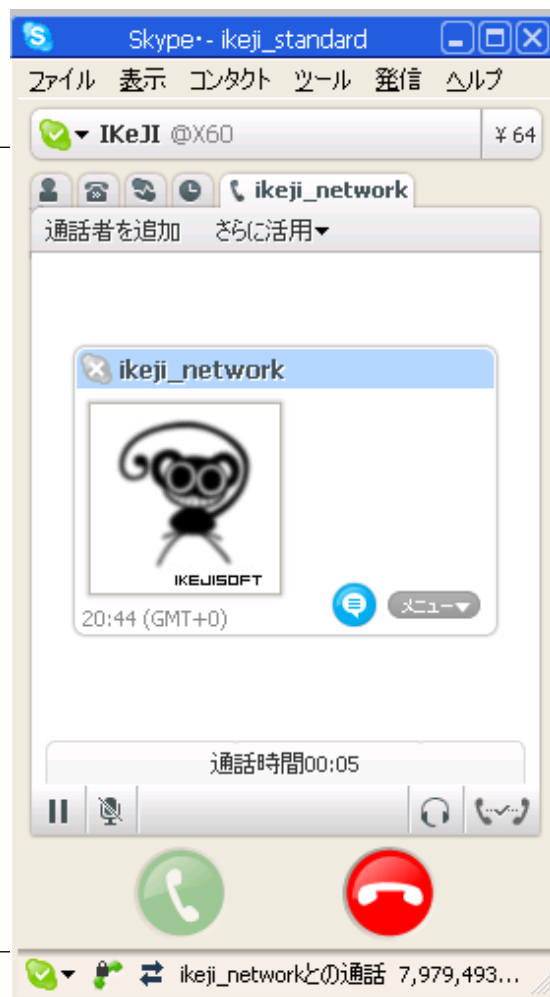 Skype - ikeji_standard
ファイル 表示 コンタクト ツール 発信 ヘルプ
IKeJI @X60 ¥ 64
ikeji_network
通話者を追加 さらに活用▼
ikeji_network
IKEJISOFT
20:44 (GMT+0) メニュー▼
通話時間00:05
ikeji_networkとの通話 7,979,493...